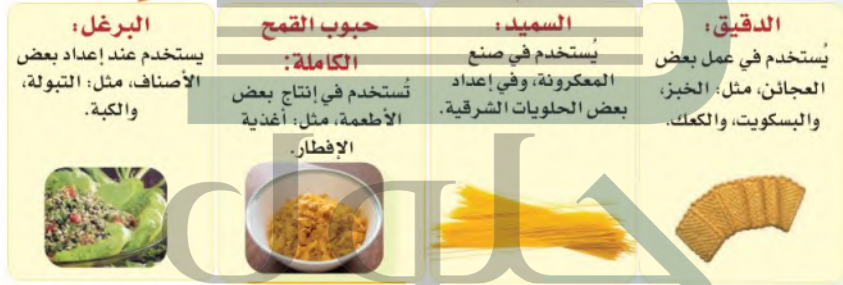 الدقيق:
يُستخدم في عمل بعض
العجائن، مثل: الخبز،
والبسكويت، والكعك.
السميد:
يُستخدم في صنع
المعكرونة، وفي إعداد
بعض الحلويات الشرقية.
حبوب القمح
الكاملة:
تُستخدم في إنتاج بعض
الأطعمة، مثل: أغذية
الإفطار.
البرغل:
يستخدم عند إعداد بعض
الأصناف، مثل: التبولة،
والكبة.